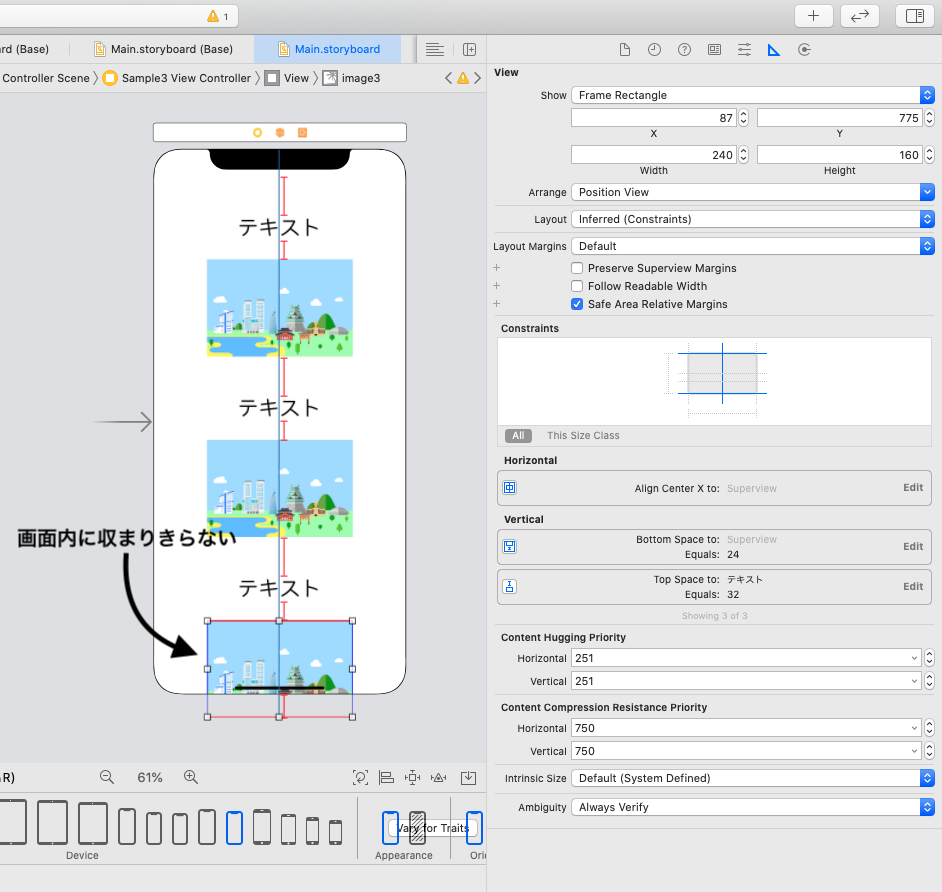 1
rd (Base)
Main.storyboard (Base)
Main.storyboard
Controller Scene
Sample3 View Controller
View
image3
View
Show
Frame Rectangle
87
775
X
Y
240
160
Width
Height
Arrange
Position View
Layout
Inferred (Constraints)
Layout Margins
Default
Preserve Superview Margins
Follow Readable Width
Safe Area Relative Margins
Constraints
All
This Size Class
Horizontal
Align Center X to: Superview
Edit
Vertical
Bottom Space to: Superview
Equals: 24
Edit
Top Space to: テキスト
Equals: 32
Edit
Showing 3 of 3
Content Hugging Priority
Horizontal
251
Vertical
251
Content Compression Resistance Priority
Horizontal
750
Vertical
750
Intrinsic Size
Default (System Defined)
Ambiguity
Always Verify
テキスト
テキスト
画面内に収まりきらない
テキスト
R)
61%
Device
Vary for Traits
Appearance
Orie